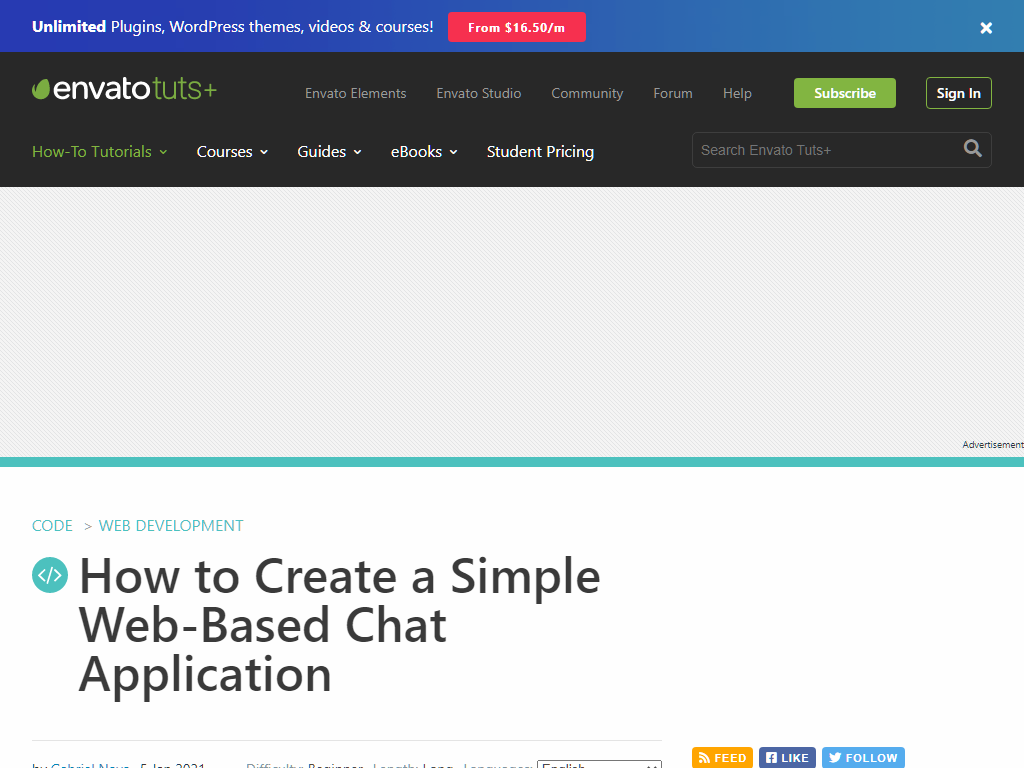 Unlimited Plugins, WordPress themes, videos & courses! From $16.50/m
envatotuts+ Envato Elements Envato Studio Community Forum Help Subscribe Sign In
How-To Tutorials Courses Guides eBooks Student Pricing Search Envato Tuts+
Advertisement
CODE > WEB DEVELOPMENT
</> How to Create a Simple
Web-Based Chat
Application
FEED LIKE FOLLOW
by Gabriel Nava 5 Jan 2021 Difficulty: Beginner Length: Long Languages: English